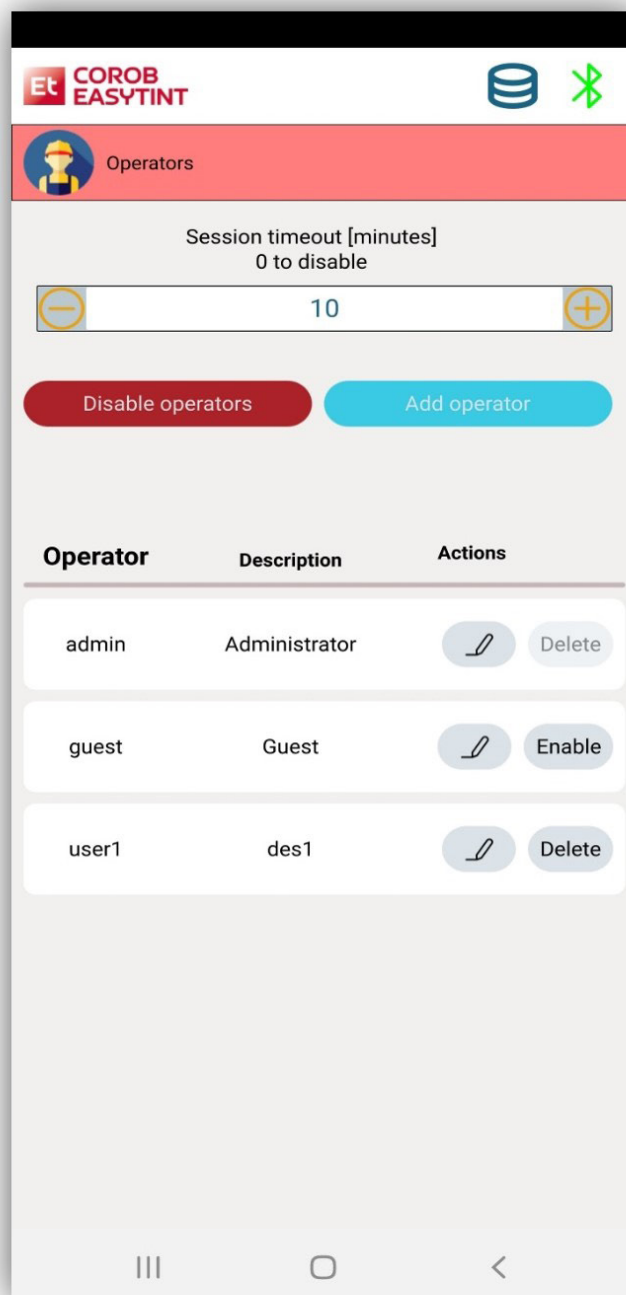 Et COROB
EASYTINT
Operators
Session timeout [minutes]
0 to disable
10
Disable operators Add operator
Operator Description Actions
admin Administrator Delete
guest Guest Enable
user1 des1 Delete